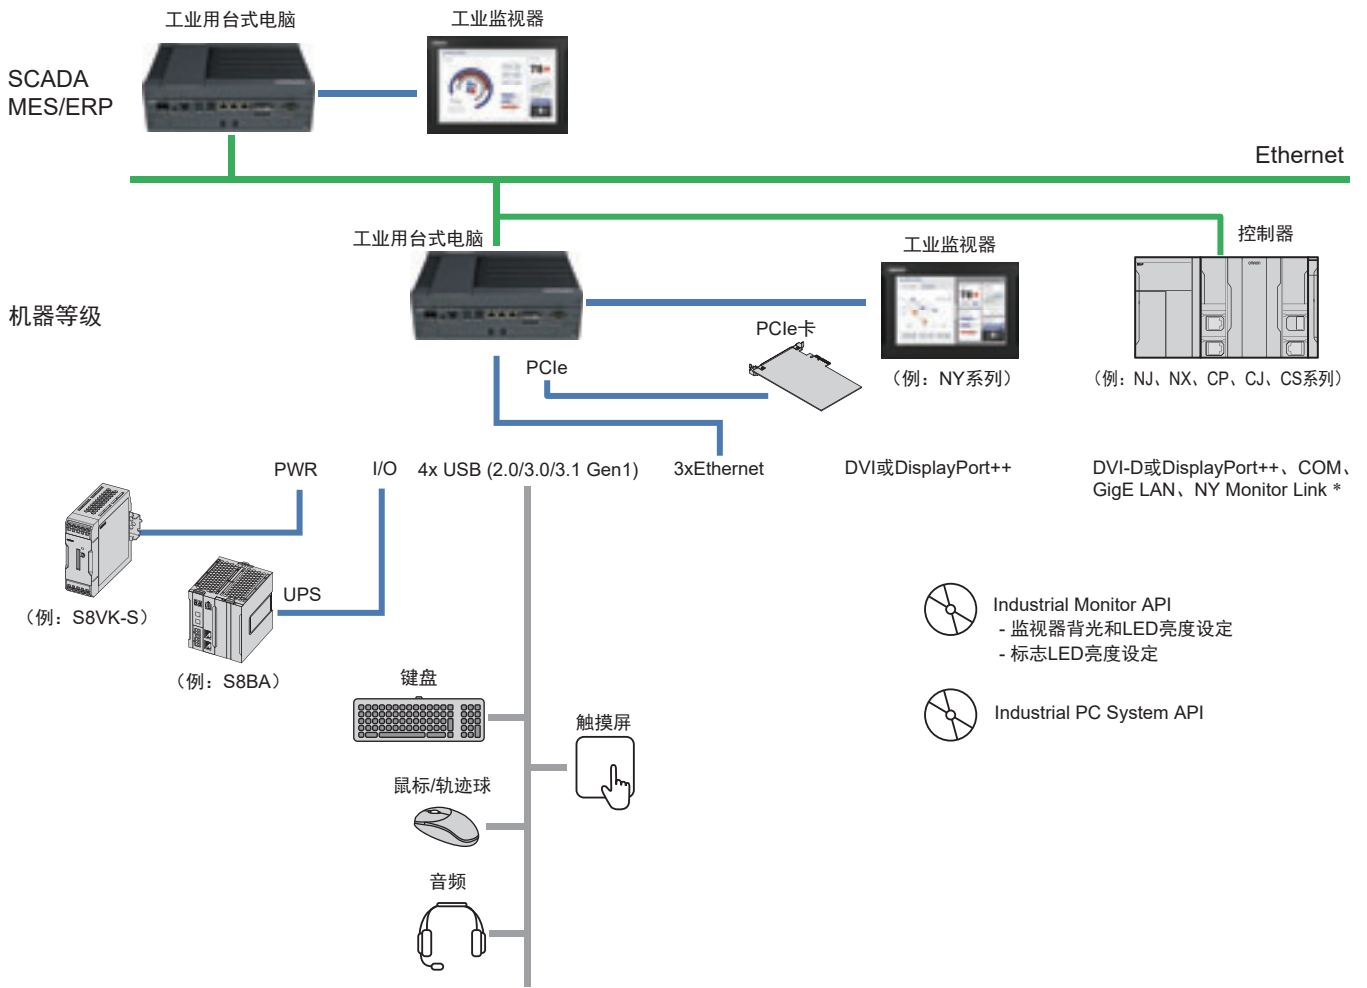 工业用台式电脑
工业监视器
SCADA
MES/ERP
Ethernet
工业用台式电脑
工业监视器
控制器
机器等级
PCIe卡
PCIe
（例：NY系列）
（例：NJ、NX、CP、CJ、CS系列）
PWR
I/O
4x USB (2.0/3.0/3.1 Gen1)
3xEthernet
DVI或DisplayPort++
DVI-D或DisplayPort++、COM、
GigE LAN、NY Monitor Link *
UPS
（例：S8VK-S）
（例：S8BA）
Industrial Monitor API
- 监视器背光和LED亮度设定
- 标志LED亮度设定
键盘
触摸屏
Industrial PC System API
鼠标/轨迹球
音频